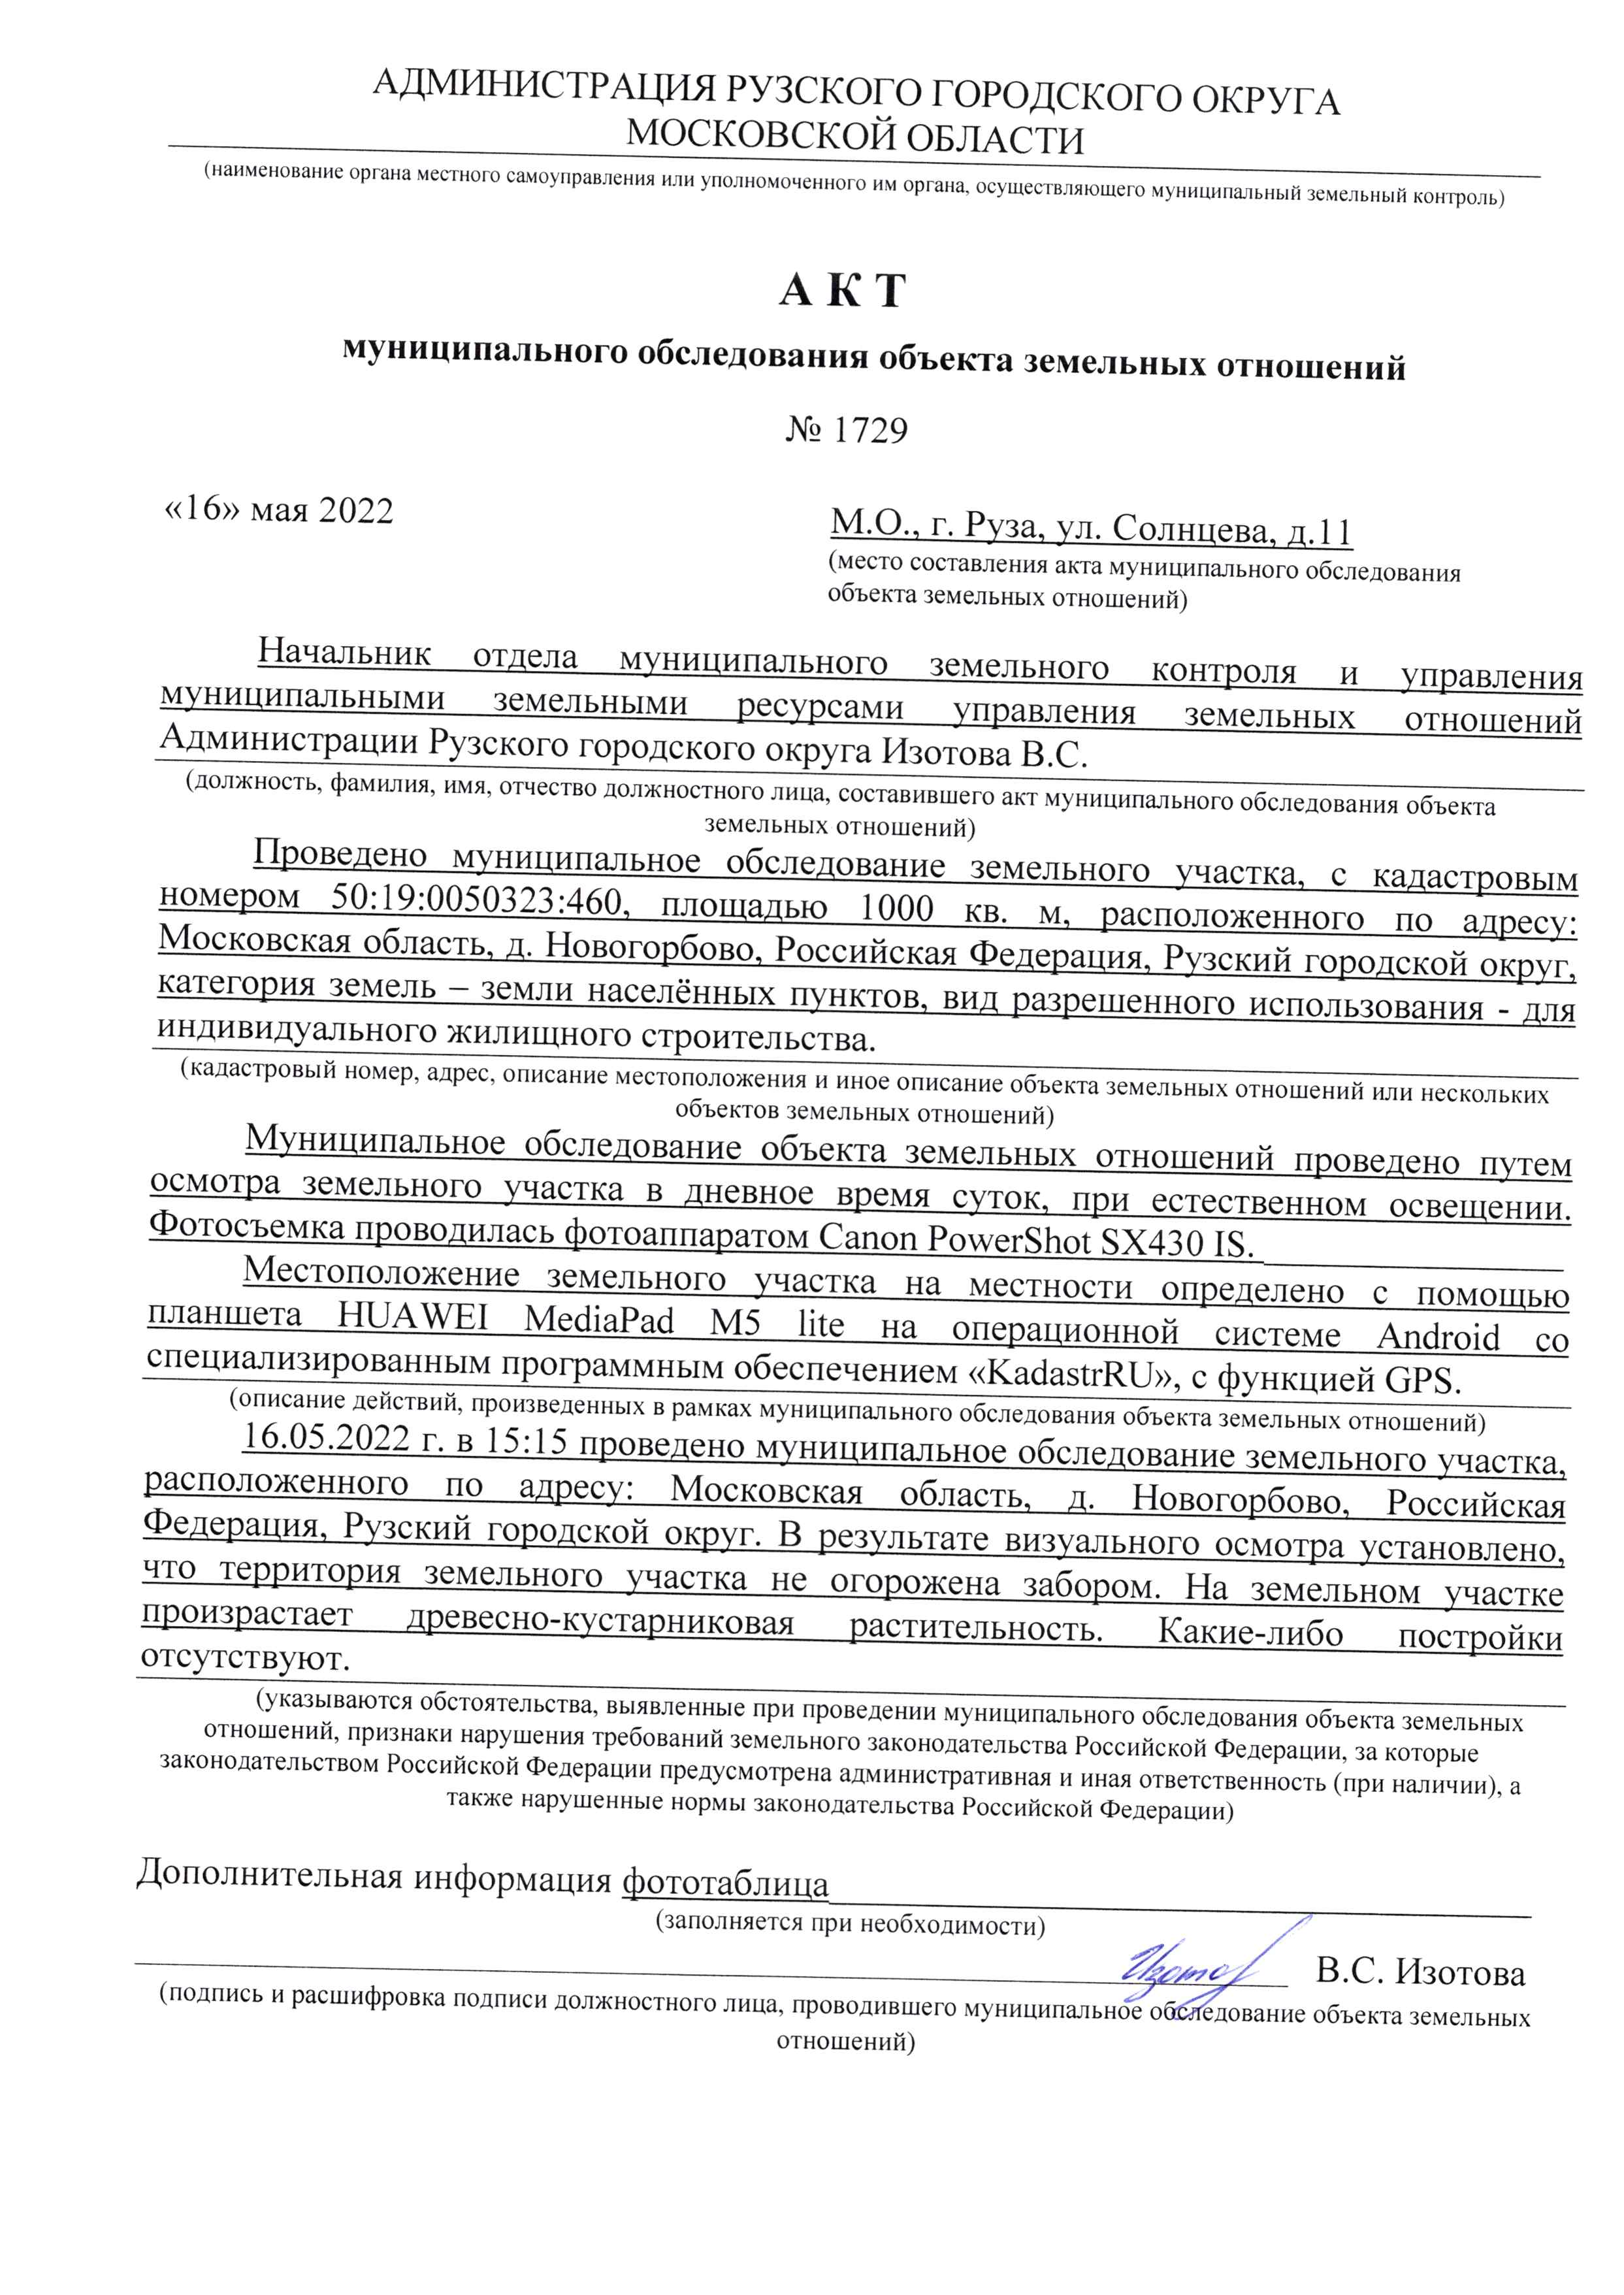 АДМИНИСТРАЦИЯ РУЗСКОГО ГОРОДСКОГО ОКРУГА
МОСКОВСКОЙ ОБЛАСТИ
(наименование органа местного самоуправления или уполномоченного им органа, осуществляющего муниципальный земельный контроль)
А К Т
муниципального обследования объекта земельных отношений
№ 1729
«16» мая 2022
М.О., г. Руза, ул. Солнцева, д.11
(место составления акта муниципального обследования
объекта земельных отношений)
Начальник отдела муниципального земельного контроля и управления
муниципальными земельными ресурсами управления земельных отношений
Администрации Рузского городского округа Изотова В.С.
(должность, фамилия, имя, отчество должностного лица, составившего акт муниципального обследования объекта
земельных отношений)
Проведено муниципальное обследование земельного участка, с кадастровым
номером 50:19:0050323:460, площадью 1000 кв. м, расположенного по адресу:
Московская область, д. Новогорбово, Российская Федерация, Рузский городской округ,
категория земель – земли населённых пунктов, вид разрешенного использования - для
индивидуального жилищного строительства.
(кадастровый номер, адрес, описание местоположения и иное описание объекта земельных отношений или нескольких
объектов земельных отношений)
Муниципальное обследование объекта земельных отношений проведено путем
осмотра земельного участка в дневное время суток, при естественном освещении.
Фотосъемка проводилась фотоаппаратом Canon PowerShot SX430 IS.
Местоположение земельного участка на местности определено с помощью
планшета HUAWEI MediaPad M5 lite на операционной системе Android со
специализированным программным обеспечением «KadastrRU», с функцией GPS.
(описание действий, произведенных в рамках муниципального обследования объекта земельных отношений)
16.05.2022 г. в 15:15 проведено муниципальное обследование земельного участка,
расположенного по адресу: Московская область, д. Новогорбово, Российская
Федерация, Рузский городской округ. В результате визуального осмотра установлено,
что территория земельного участка не огорожена забором. На земельном участке
произрастает древесно-кустарниковая растительность. Какие-либо постройки
отсутствуют.
(указываются обстоятельства, выявленные при проведении муниципального обследования объекта земельных
отношений, признаки нарушения требований земельного законодательства Российской Федерации, за которые
законодательством Российской Федерации предусмотрена административная и иная ответственность (при наличии), а
также нарушенные нормы законодательства Российской Федерации)
Дополнительная информация фототаблица
(заполняется при необходимости)
В.С. Изотова
(подпись и расшифровка подписи должностного лица, проводившего муниципальное обследование объекта земельных
отношений)